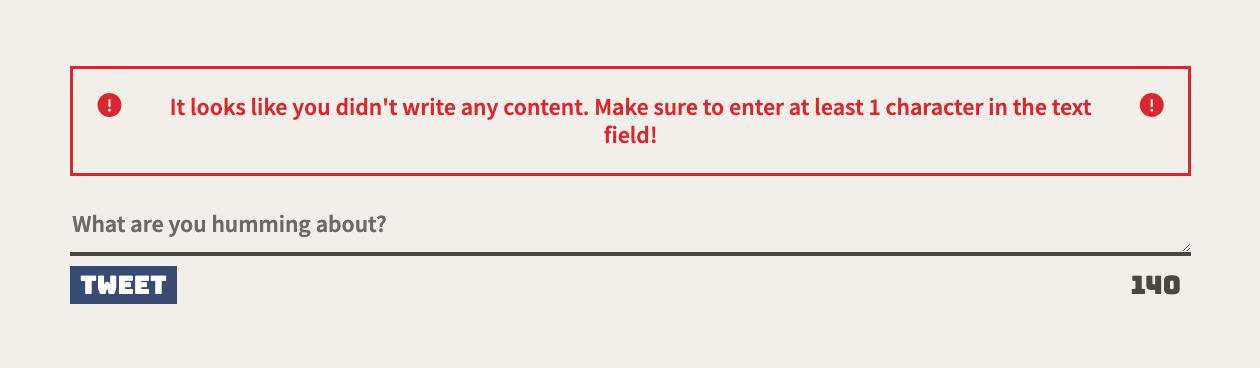 It looks like you didn't write any content. Make sure to enter at least 1 character in the text
field!
What are you humming about?
TWEET
140